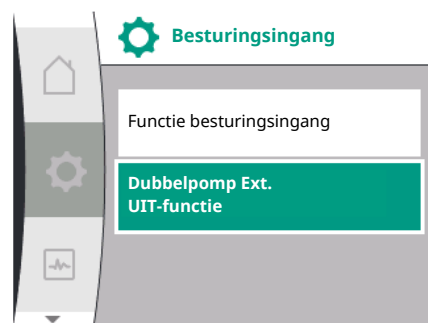 Besturingsingang
Functie besturingsingang
Dubbelpomp Ext.
UIT-functie